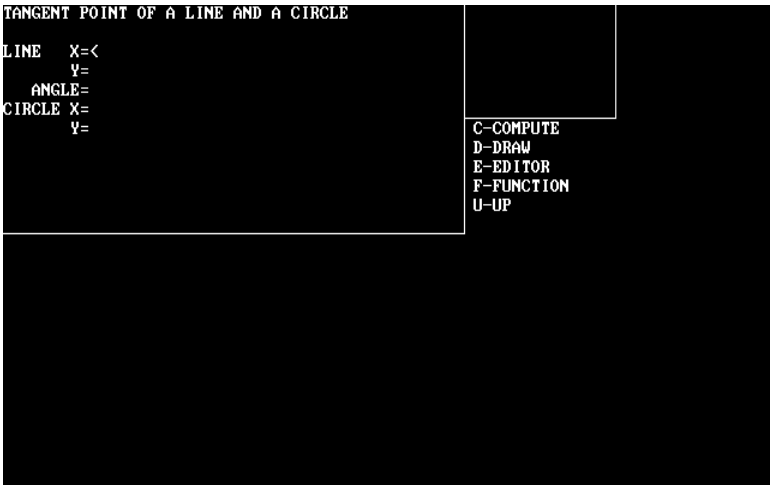 TANGENT POINT OF A LINE AND A CIRCLE
LINE X=<
Y=
ANGLE=
CIRCLE X=
Y=
C-COMPUTE
D-DRAW
E-EDITOR
F-FUNCTION
U-UP